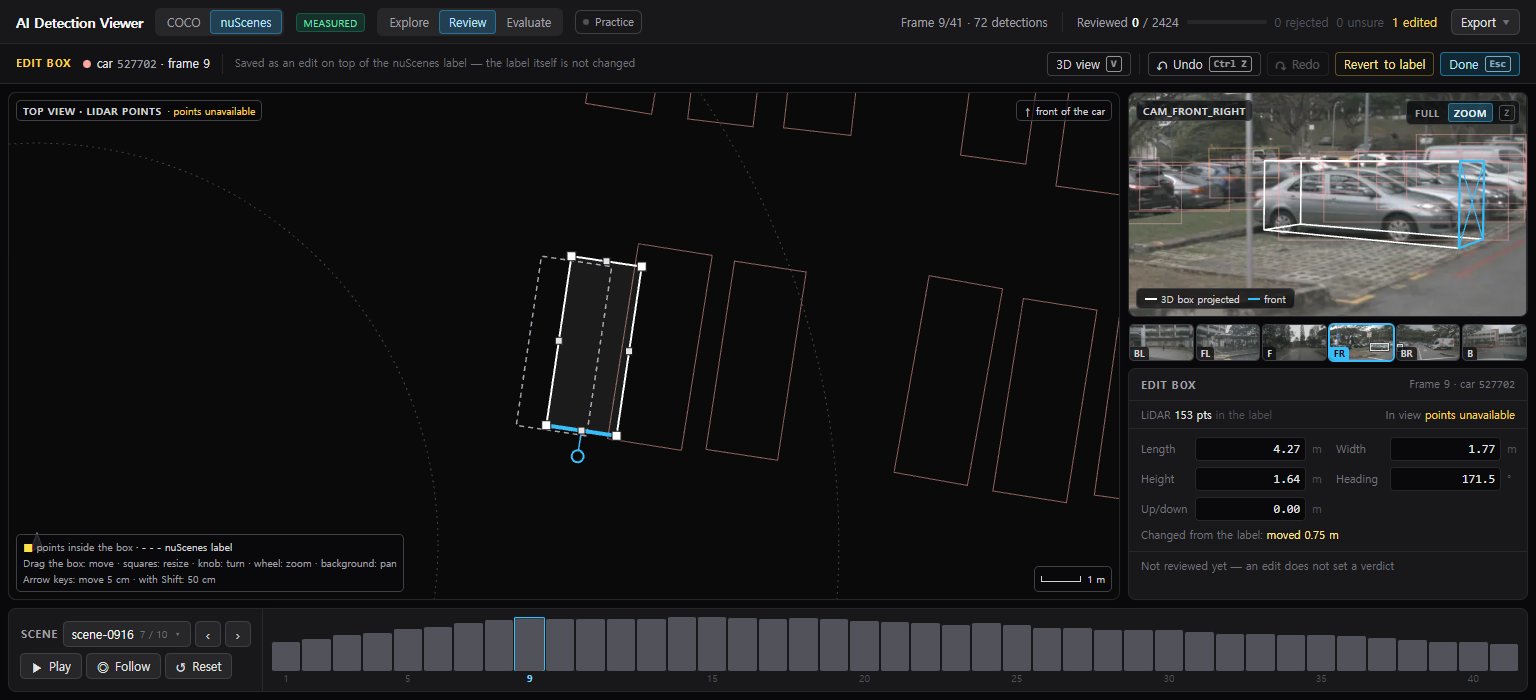 AI Detection Viewer COCO nuScenes MEASURED Explore Review Evaluate Practice Frame 9/41 · 72 detections Reviewed 0 / 2424 0 rejected 0 unsure 1 edited Export
EDIT BOX car 527702 · frame 9 Saved as an edit on top of the nuScenes label — the label itself is not changed 3D view V Undo Ctrl Z Redo Revert to label Done Esc
TOP VIEW · LIDAR POINTS · points unavailable
↑ front of the car
points inside the box · - - - nuScenes label
Drag the box: move · squares: resize · knob: turn · wheel: zoom · background: pan
Arrow keys: move 5 cm · with Shift: 50 cm
1 m
CAM_FRONT_RIGHT FULL ZOOM Z
3D box projected front
BL FL F FR BR B
EDIT BOX Frame 9 · car 527702
LiDAR 153 pts in the label In view points unavailable
Length 4.27 m Width 1.77 m
Height 1.64 m Heading 171.5 °
Up/down 0.00 m
Changed from the label: moved 0.75 m
Not reviewed yet — an edit does not set a verdict
SCENE scene-0916 7 / 10 ‹ ›
Play Follow Reset
1 5 9 15 20 25 30 35 40